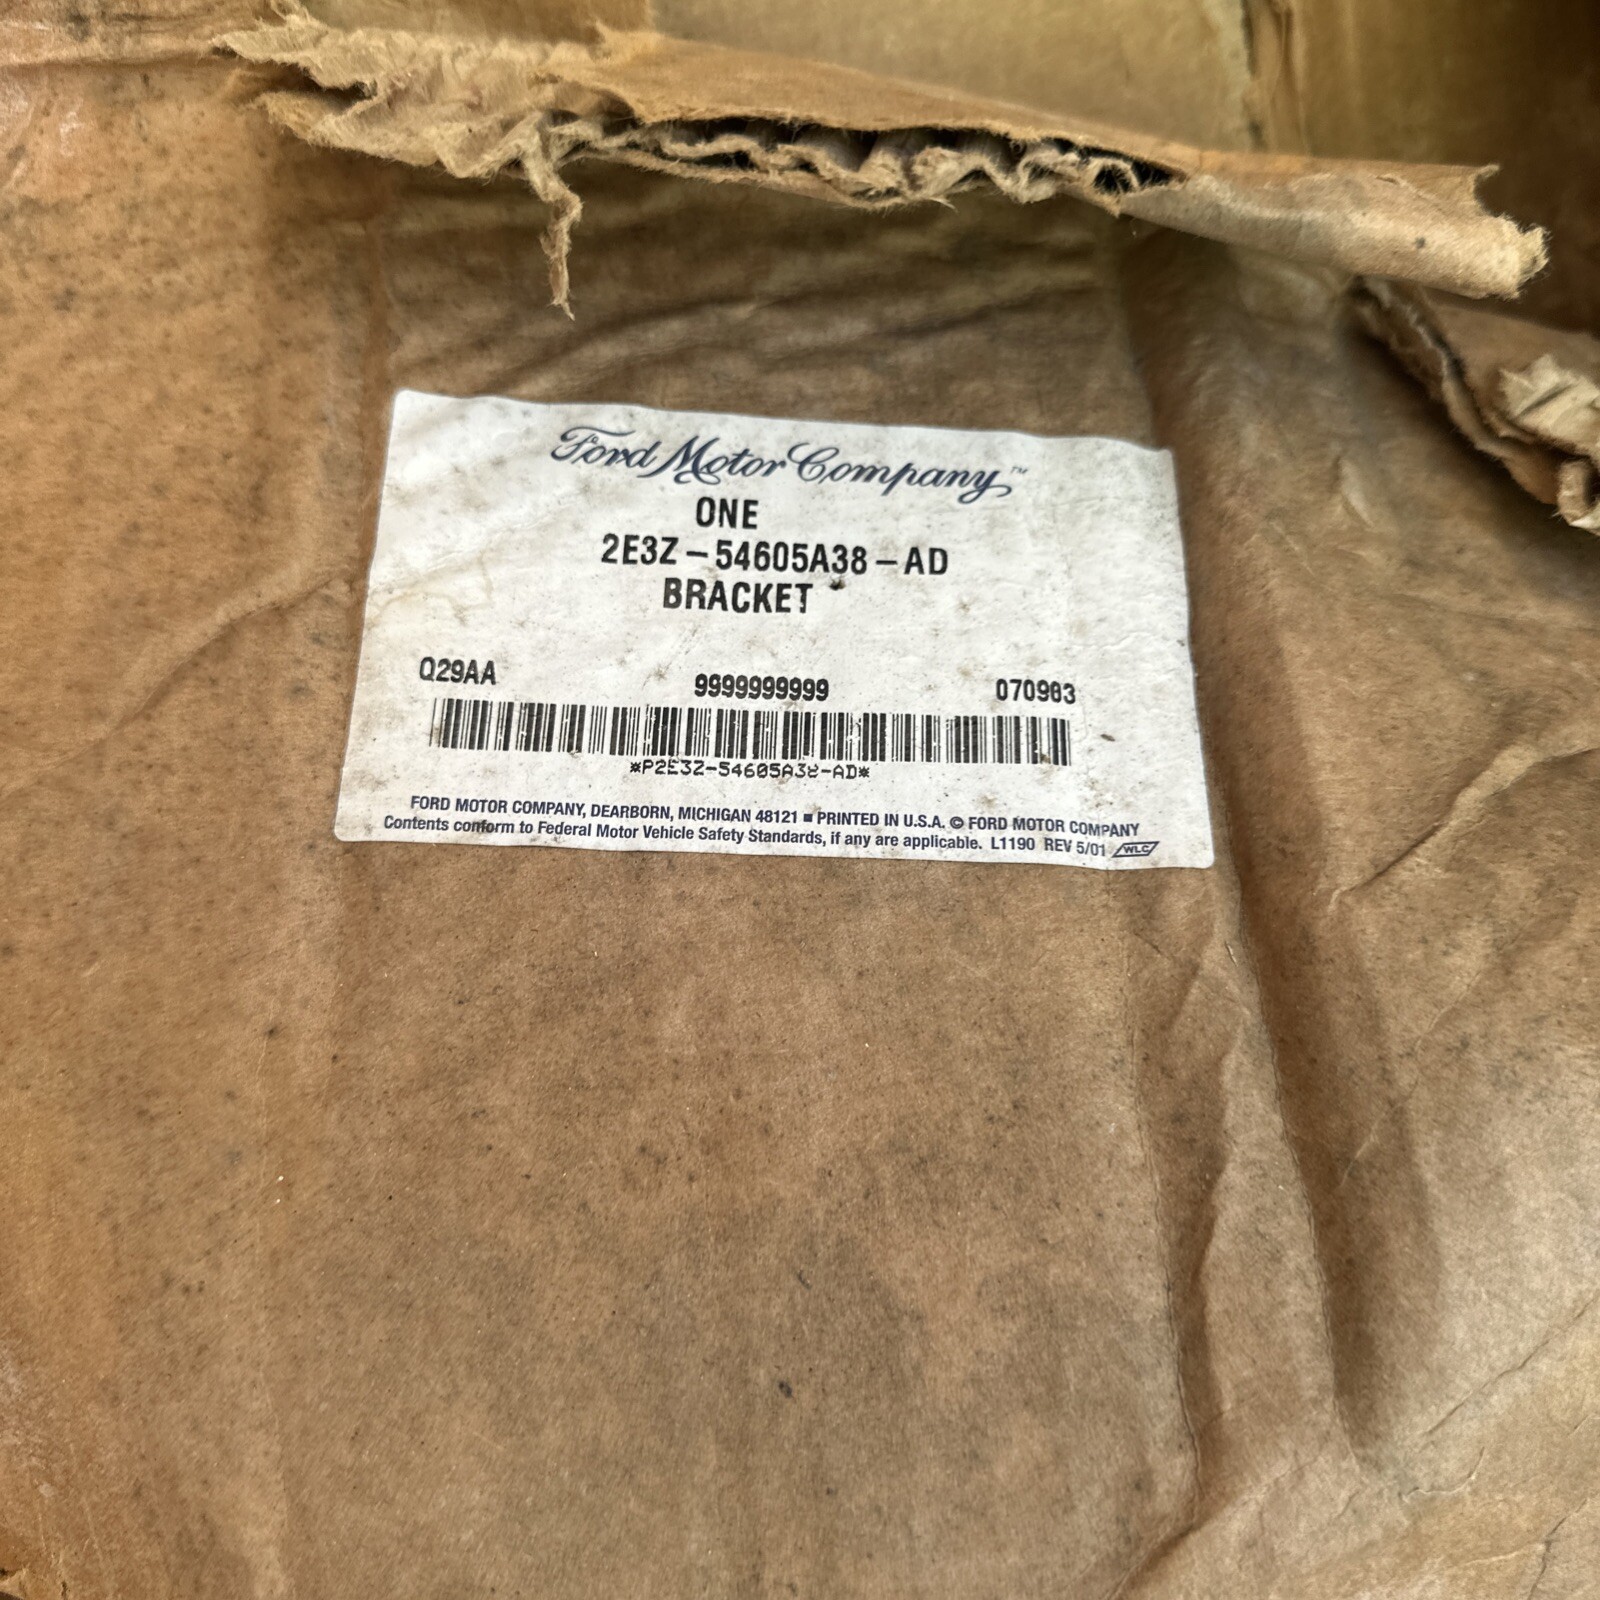 Ford Motor Company™
ONE
2E3Z-54605A38-AD
BRACKET
Q29AA 9999999999 070903
*P2E3Z-54605A38-AD*
FORD MOTOR COMPANY, DEARBORN, MICHIGAN 48121 ■ PRINTED IN U.S.A. © FORD MOTOR COMPANY
Contents conform to Federal Motor Vehicle Safety Standards, if any are applicable. L1190 REV 5/01 WLC